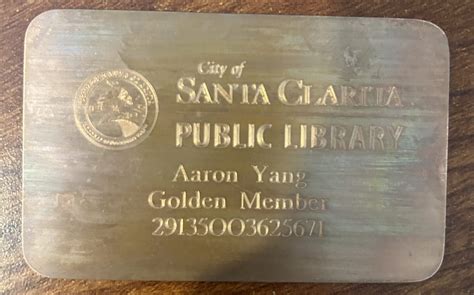 City of
SANTA CLARITA
PUBLIC LIBRARY
Aaron Yang
Golden Member
29135003625671